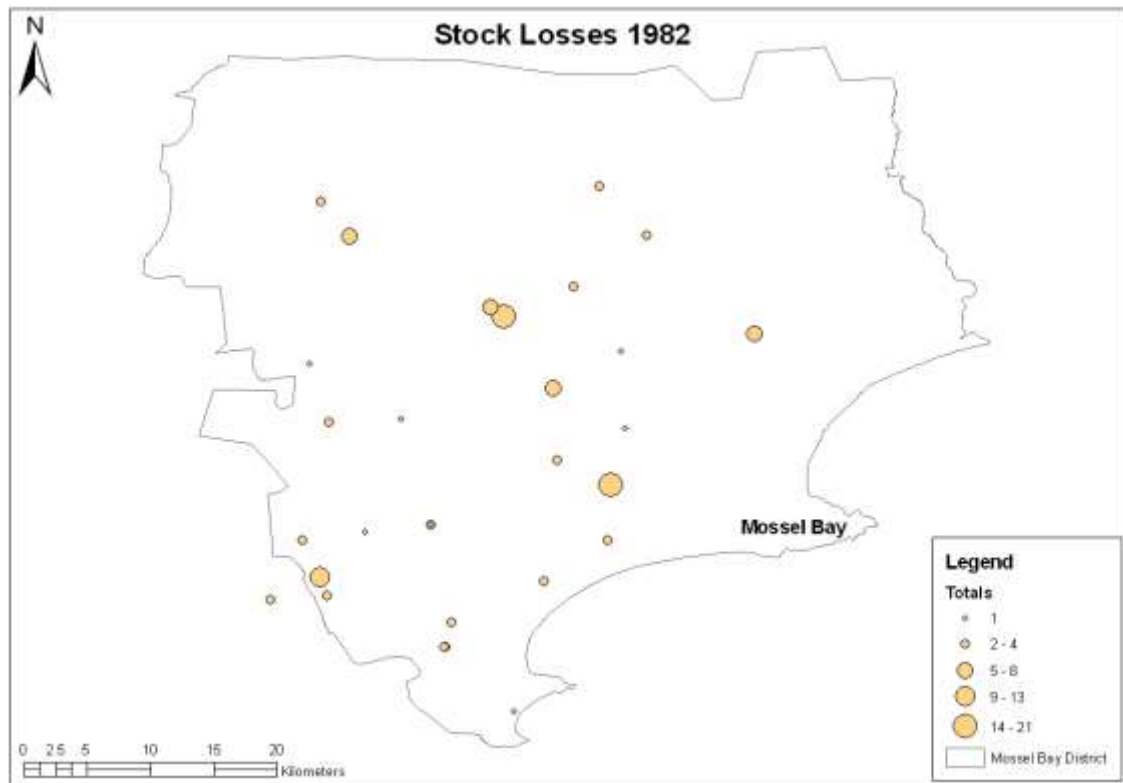 N
Stock Losses 1982
Mossel Bay
Legend
Totals
1
2 - 4
5 - 8
9 - 13
14 - 21
Mossel Bay District
0 2.5 5 10 15 20
Kilometers